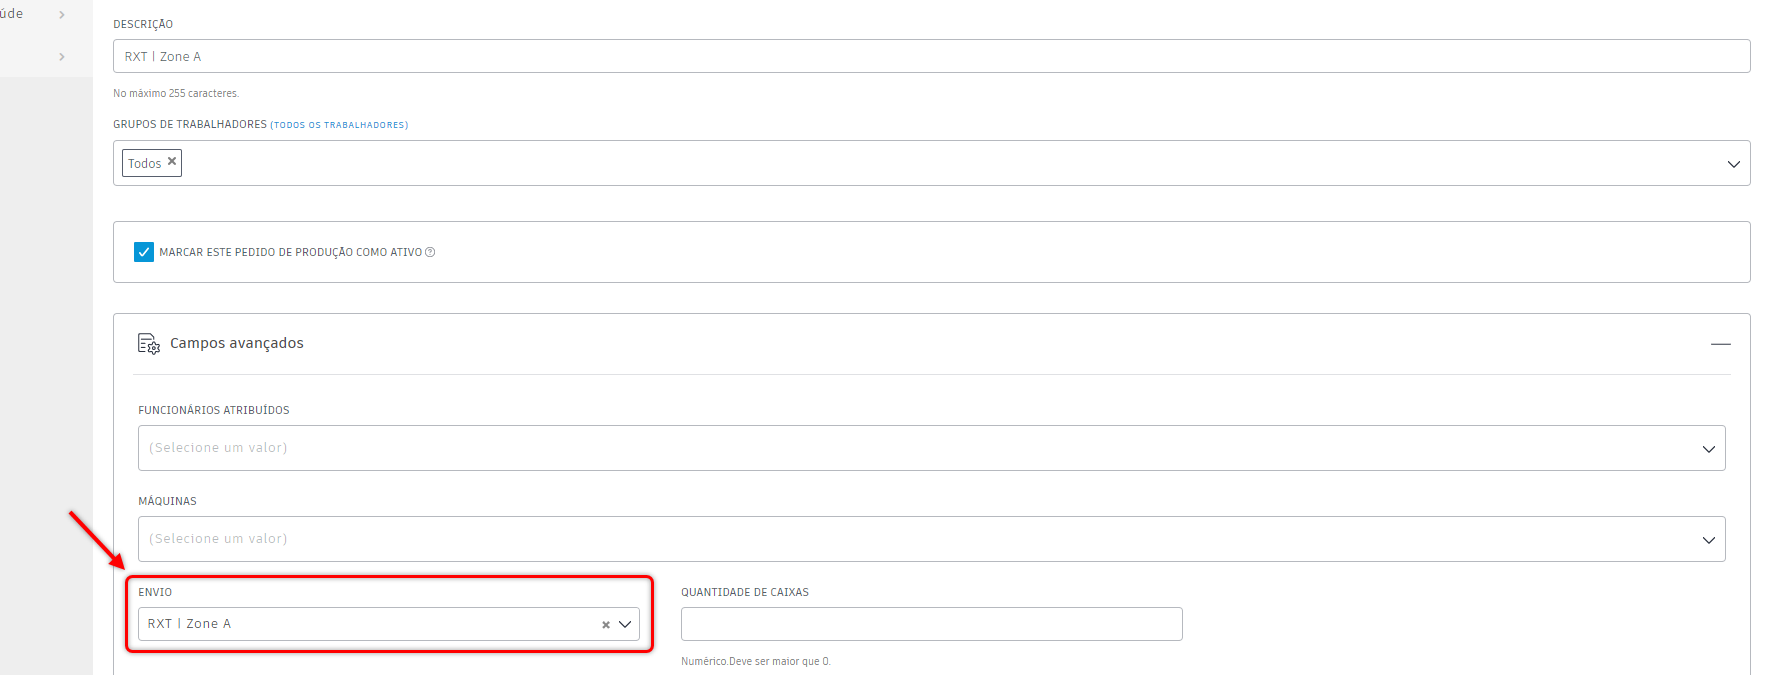 úde
DESCRIÇÃO
RXT | Zone A
No máximo 255 caracteres.
GRUPOS DE TRABALHADORES (TODOS OS TRABALHADORES)
Todos
MARCAR ESTE PEDIDO DE PRODUÇÃO COMO ATIVO
Campos avançados
FUNCIONÁRIOS ATRIBUÍDOS
(Selecione um valor)
MÁQUINAS
(Selecione um valor)
ENVIO
RXT | Zone A
QUANTIDADE DE CAIXAS
Numérico.Deve ser maior que 0.